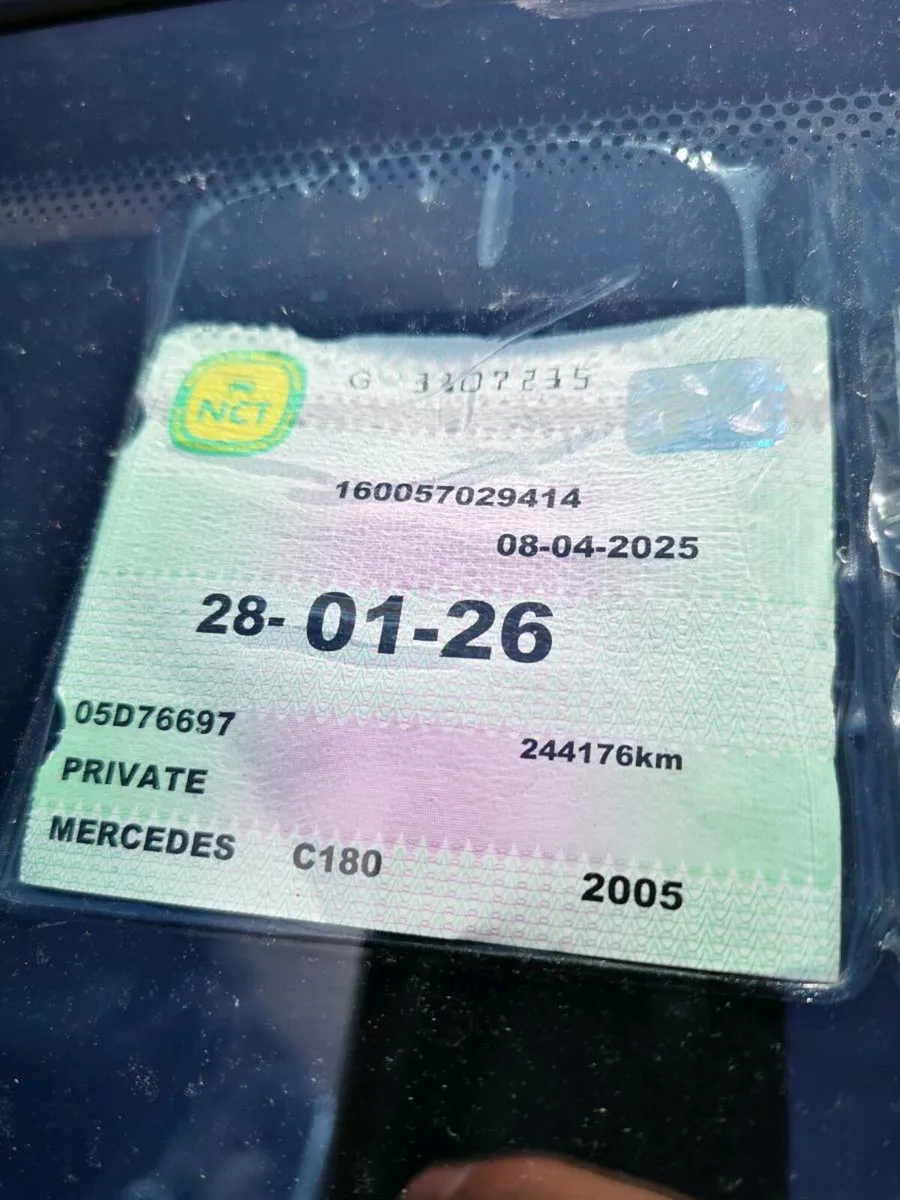 NCT
160057029414
08-04-2025
28-01-26
05D76697
244176km
PRIVATE
MERCEDES C180
2005